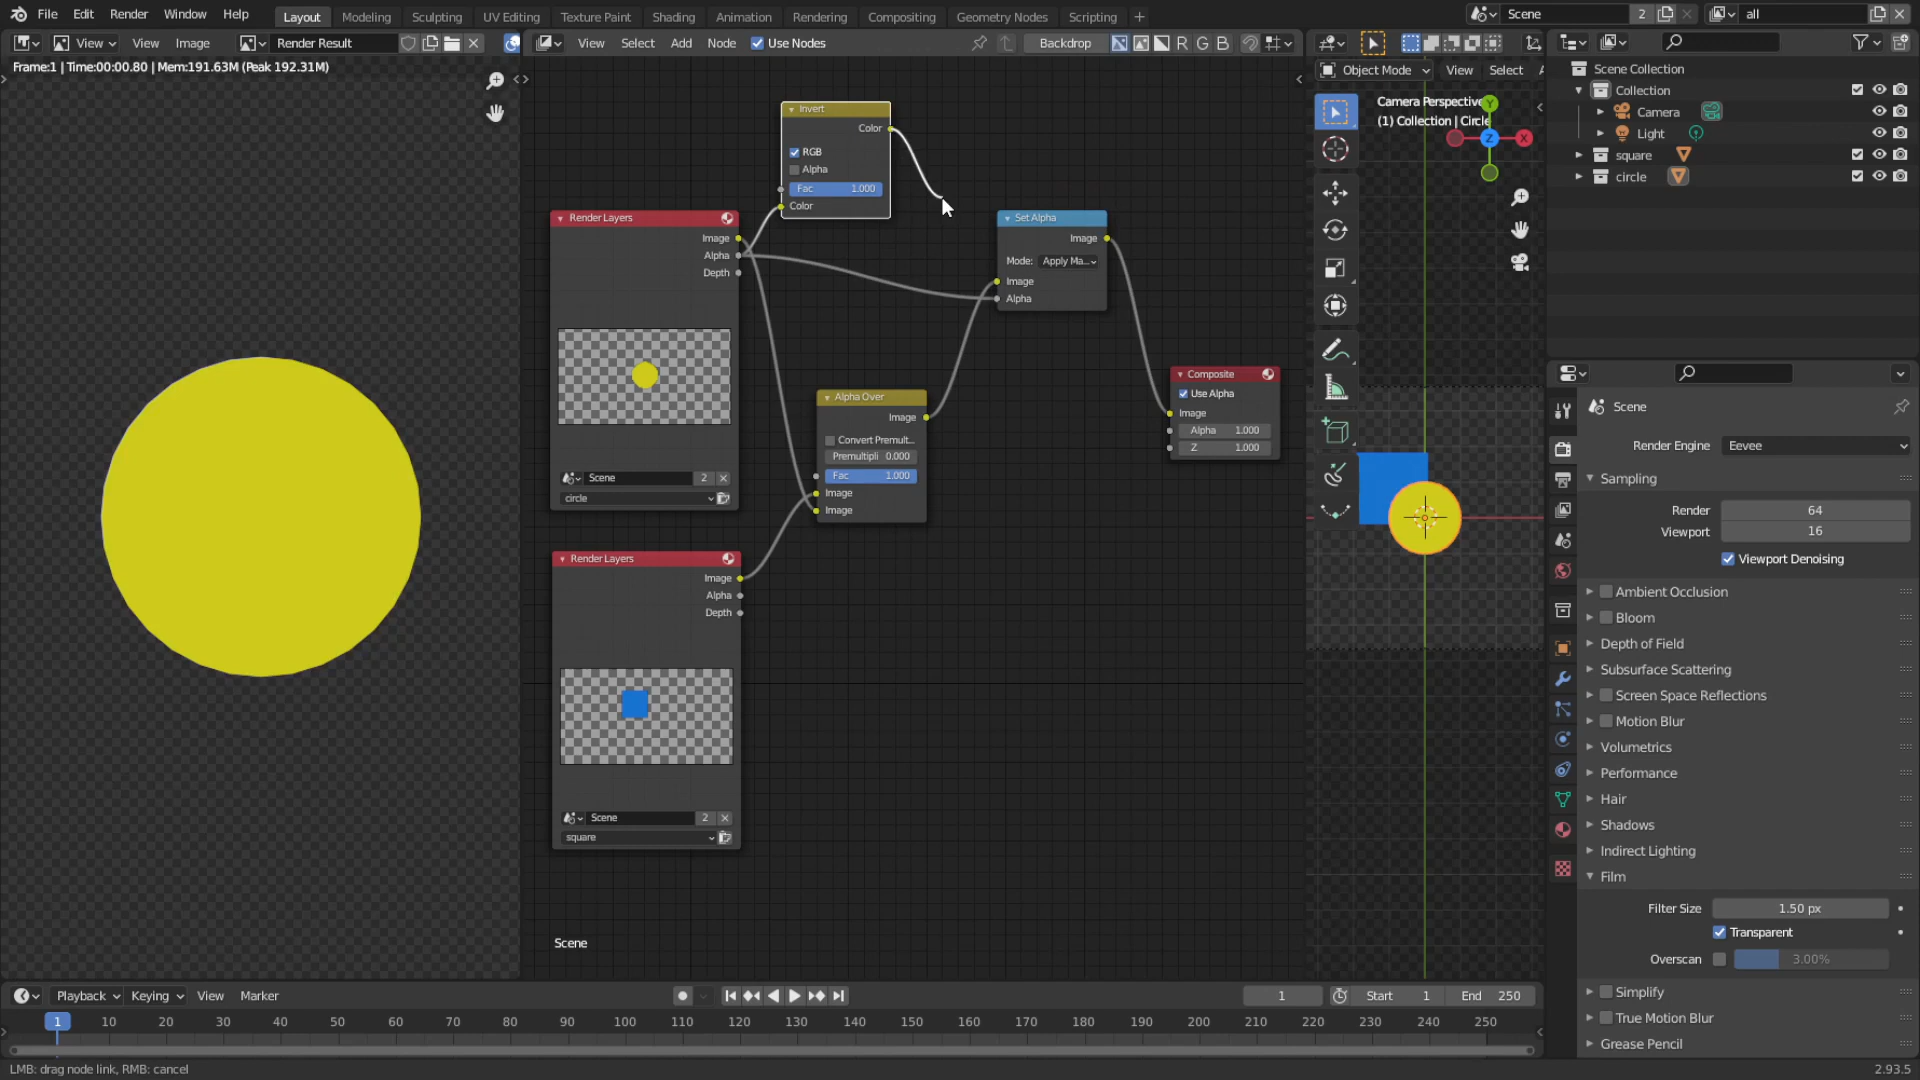 File Edit Render Window Help Layout Modeling Sculpting UV Editing Texture Paint Shading Animation Rendering Compositing Geometry Nodes Scripting + Scene 2 all
View View Image Render Result View Select Add Node Use Nodes Backdrop R G B
Frame:1 | Time:00:00.80 | Mem:191.63M (Peak 192.31M)
Object Mode View Select
Camera Perspective
(1) Collection | Circle
Y
X
Z
Invert
Color
RGB
Alpha
Fac 1.000
Color
Render Layers
Image
Alpha
Depth
Scene 2
circle
Set Alpha
Image
Mode: Apply Ma...
Image
Alpha
Alpha Over
Image
Convert Premult...
Premultipli 0.000
Fac 1.000
Image
Image
Composite
Use Alpha
Image
Alpha 1.000
Z 1.000
Render Layers
Image
Alpha
Depth
Scene 2
square
Scene
Scene Collection
Collection
Camera
Light
square
circle
Scene
Render Engine Eevee
Sampling
Render 64
Viewport 16
Viewport Denoising
Ambient Occlusion
Bloom
Depth of Field
Subsurface Scattering
Screen Space Reflections
Motion Blur
Volumetrics
Performance
Hair
Shadows
Indirect Lighting
Film
Filter Size 1.50 px
Transparent
Overscan 3.00%
Simplify
True Motion Blur
Grease Pencil
Playback Keying View Marker 1 Start 1 End 250
1 10 20 30 40 50 60 70 80 90 100 110 120 130 140 150 160 170 180 190 200 210 220 230 240 250
LMB: drag node link, RMB: cancel 2.93.5